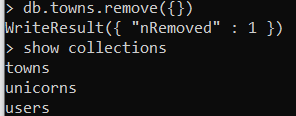 > db.towns.remove({})
WriteResult({ "nRemoved" : 1 })
> show collections
towns
unicorns
users